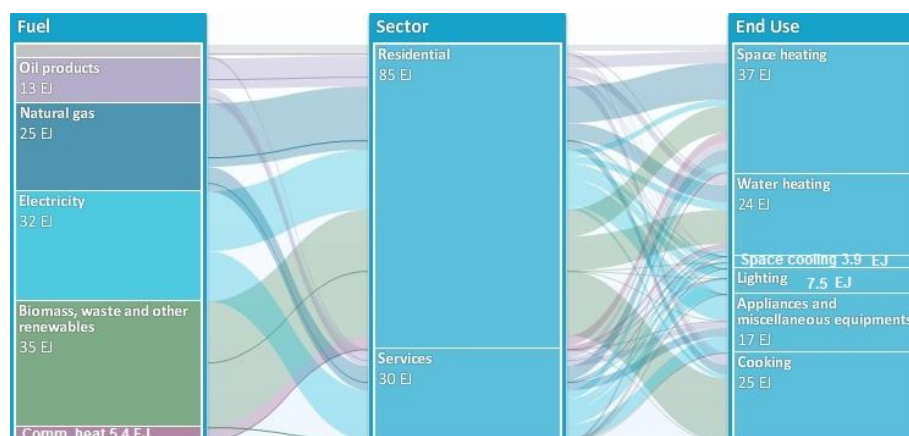 Fuel
Oil products
13 EJ
Natural gas
25 EJ
Electricity
32 EJ
Biomass, waste and other
renewables
35 EJ
Comm. heat 5.4 EJ
Sector
Residential
85 EJ
Services
30 EJ
End Use
Space heating
37 EJ
Water heating
24 EJ
Space cooling 3.9 EJ
Lighting 7.5 EJ
Appliances and
miscellaneous equipments
17 EJ
Cooking
25 EJ